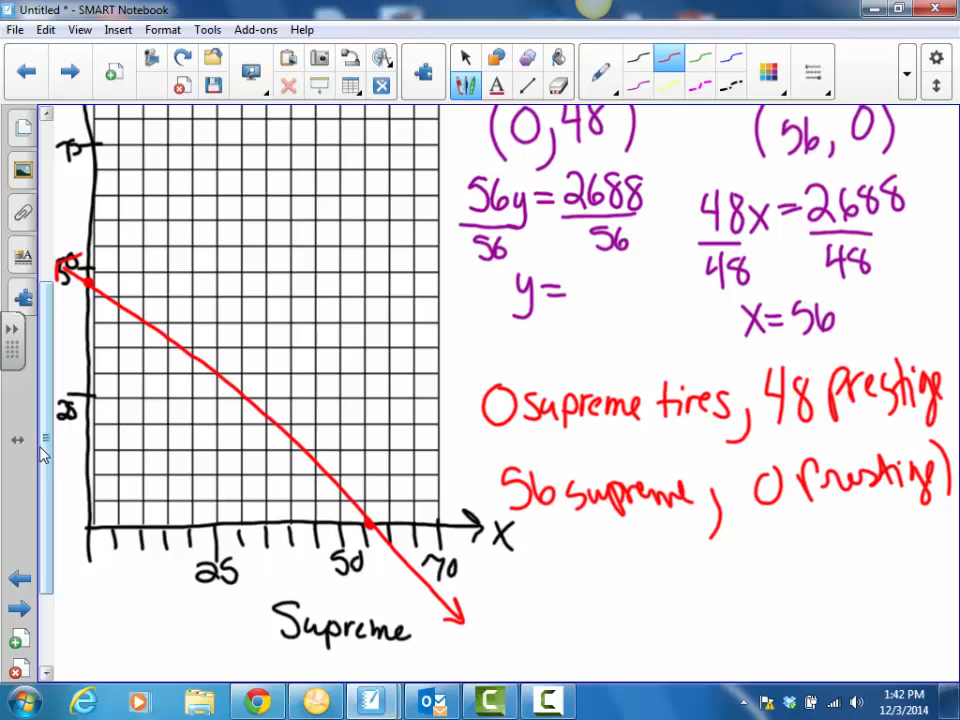 Untitled * - SMART Notebook
File Edit View Insert Format Tools Add-ons Help
75
50
25
(0,48)
(56, 0)
56y = 2688
56 56
y =
48x = 2688
48 48
x = 56
0 supreme tires, 48 prestige
56 supreme, 0 Prestige)
X
25 50 70
Supreme
1:42 PM
12/3/2014